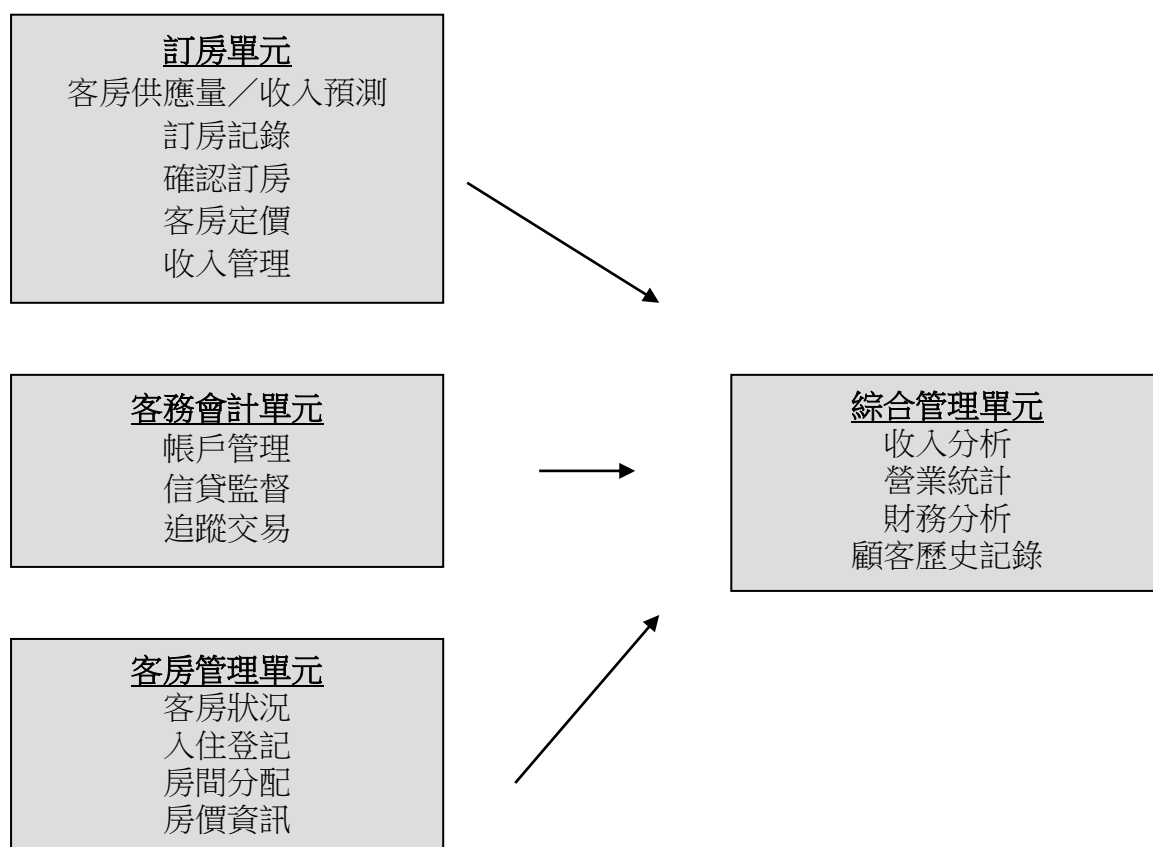 訂房單元
客房供應量／收入預測
訂房記錄
確認訂房
客房定價
收入管理
客務會計單元
帳戶管理
信貸監督
追蹤交易
綜合管理單元
收入分析
營業統計
財務分析
顧客歷史記錄
客房管理單元
客房狀況
入住登記
房間分配
房價資訊